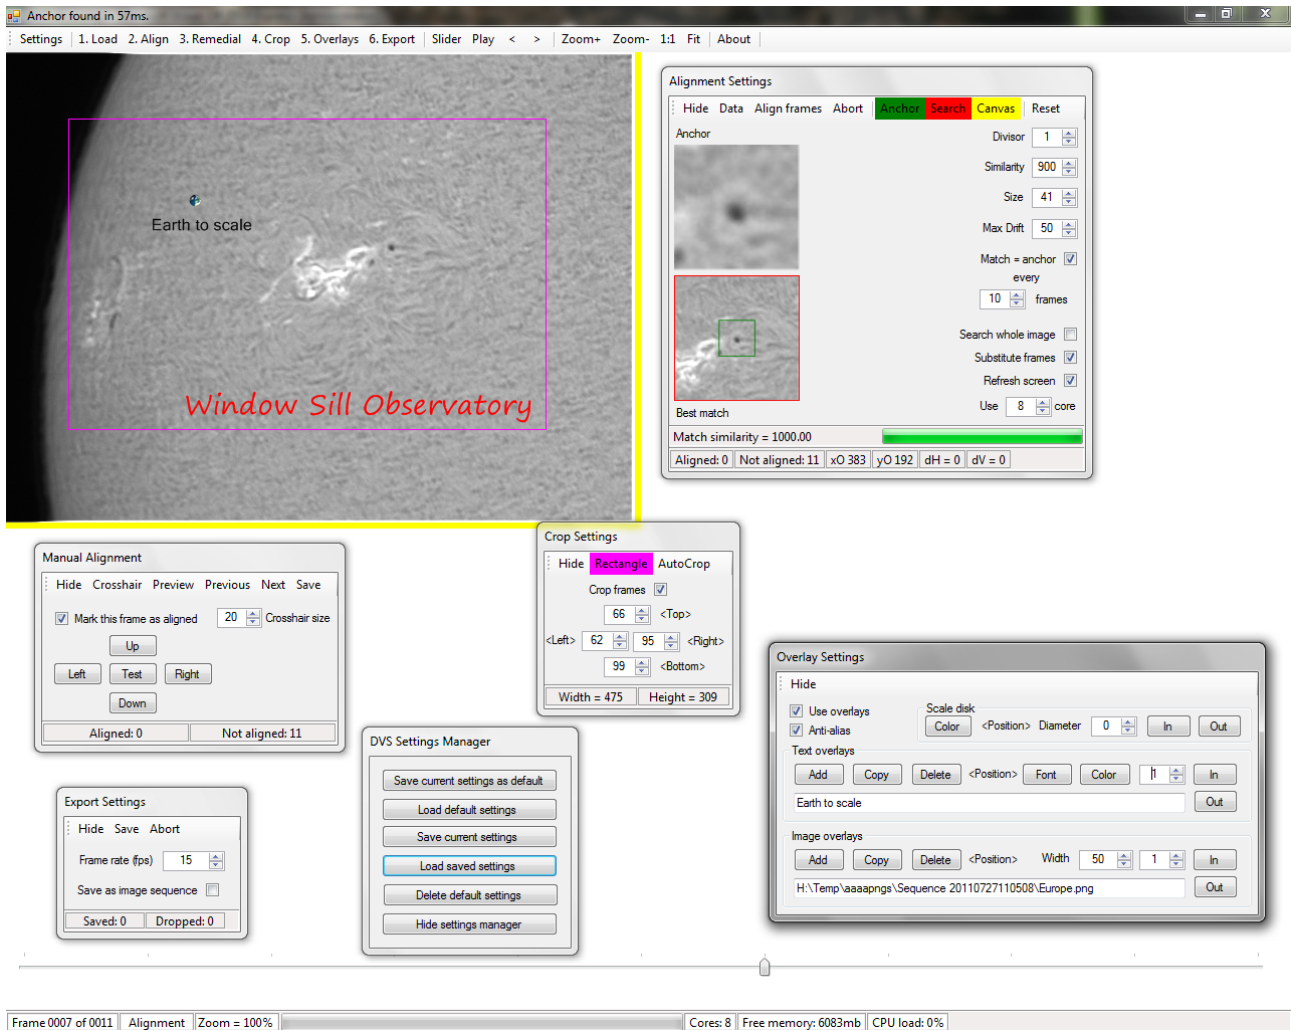 Anchor found in 57ms.
Settings 1. Load 2. Align 3. Remedial 4. Crop 5. Overlays 6. Export Slider Play < > Zoom+ Zoom- 1:1 Fit About
Earth to scale
Window Sill Observatory
Alignment Settings
Hide Data Align frames Abort Anchor Search Canvas Reset
Anchor
Divisor 1
Similarity 900
Size 41
Max Drift 50
Match = anchor
every
10 frames
Search whole image
Substitute frames
Refresh screen
Use 8 core
Best match
Match similarity = 1000.00
Aligned: 0 Not aligned: 11 xO 383 yO 192 dH = 0 dV = 0
Manual Alignment
Hide Crosshair Preview Previous Next Save
Mark this frame as aligned 20 Crosshair size
Up
Left Test Right
Down
Aligned: 0 Not aligned: 11
Crop Settings
Hide Rectangle AutoCrop
Crop frames
66 <Top>
<Left> 62 95 <Right>
99 <Bottom>
Width = 475 Height = 309
Overlay Settings
Hide
Use overlays
Anti-alias
Scale disk
Color <Position> Diameter 0 In Out
Text overlays
Add Copy Delete <Position> Font Color 1 In
Earth to scale Out
Image overlays
Add Copy Delete <Position> Width 50 1 In
H:\Temp\aaaapngs\Sequence 20110727110508\Europe.png Out
DVS Settings Manager
Save current settings as default
Load default settings
Save current settings
Load saved settings
Delete default settings
Hide settings manager
Export Settings
Hide Save Abort
Frame rate (fps) 15
Save as image sequence
Saved: 0 Dropped: 0
Frame 0007 of 0011 Alignment Zoom = 100% Cores: 8 Free memory: 6083mb CPU load: 0%